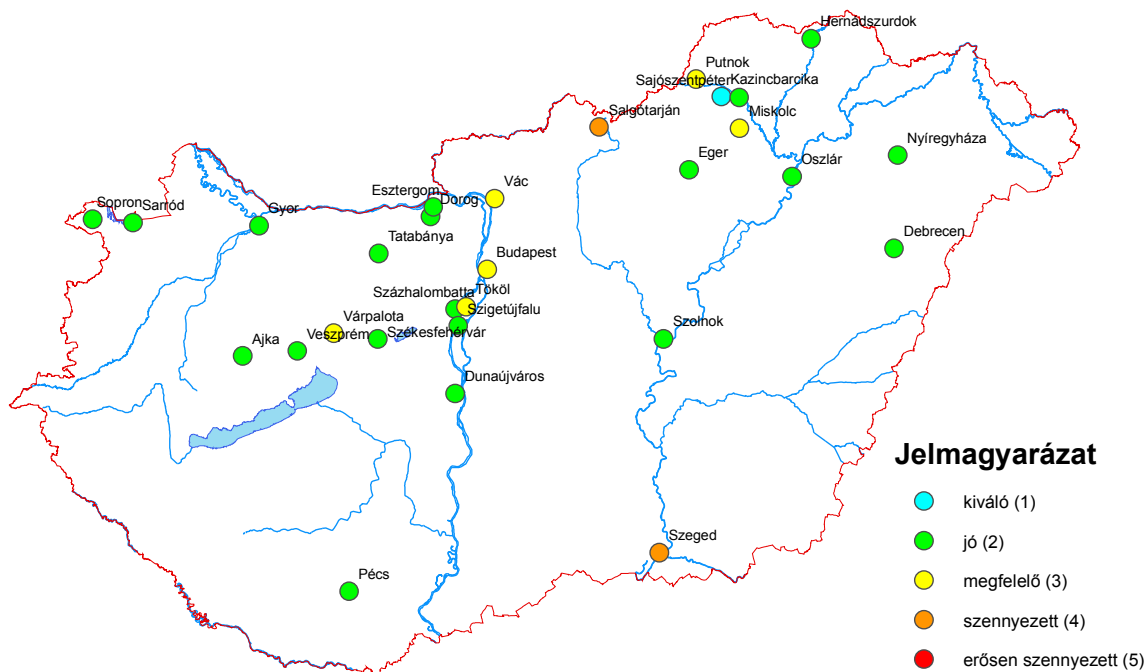 Hernádszurdok
Putnok
Sajószentpéter
Kazincbarcika
Salgótarján
Miskolc
Nyíregyháza
Eger
Oszlár
Vác
Esztergom
Dorog
Sopron
Sarród
Gyor
Tatabánya
Debrecen
Budapest
Százhalombatta
Tököl
Szigetújfalu
Várpalota
Ajka
Veszprém
Székesfehérvár
Szolnok
Dunaújváros
Jelmagyarázat
kiváló (1)
jó (2)
Szeged
megfelelő (3)
Pécs
szennyezett (4)
erősen szennyezett (5)